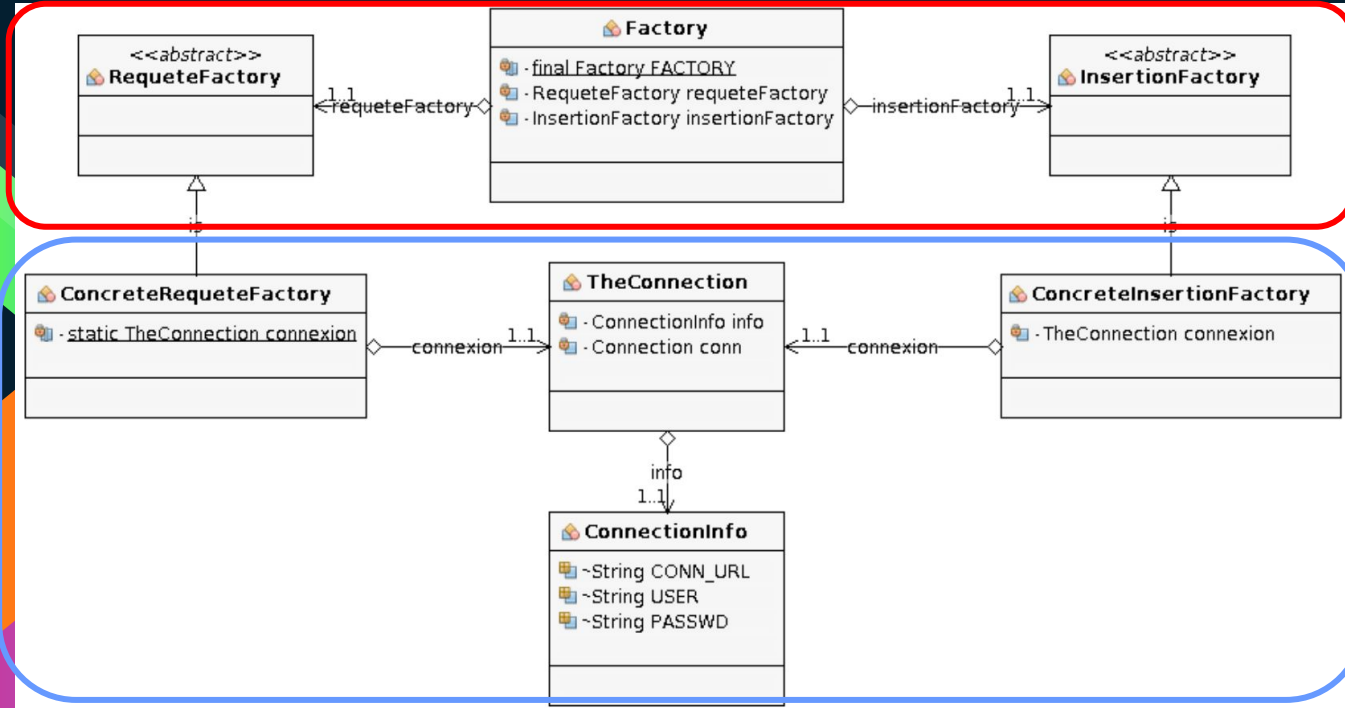 <<abstract>>
RequeteFactory
1..1
requeteFactory
Factory
- final Factory FACTORY
- RequeteFactory requeteFactory
- InsertionFactory insertionFactory
insertionFactory
1..1
<<abstract>>
InsertionFactory
is
is
ConcreteRequeteFactory
- static TheConnection connexion
connexion
1..1
TheConnection
- ConnectionInfo info
- Connection conn
1..1
connexion
ConcreteInsertionFactory
- TheConnection connexion
info
1..1
ConnectionInfo
~String CONN_URL
~String USER
~String PASSWD